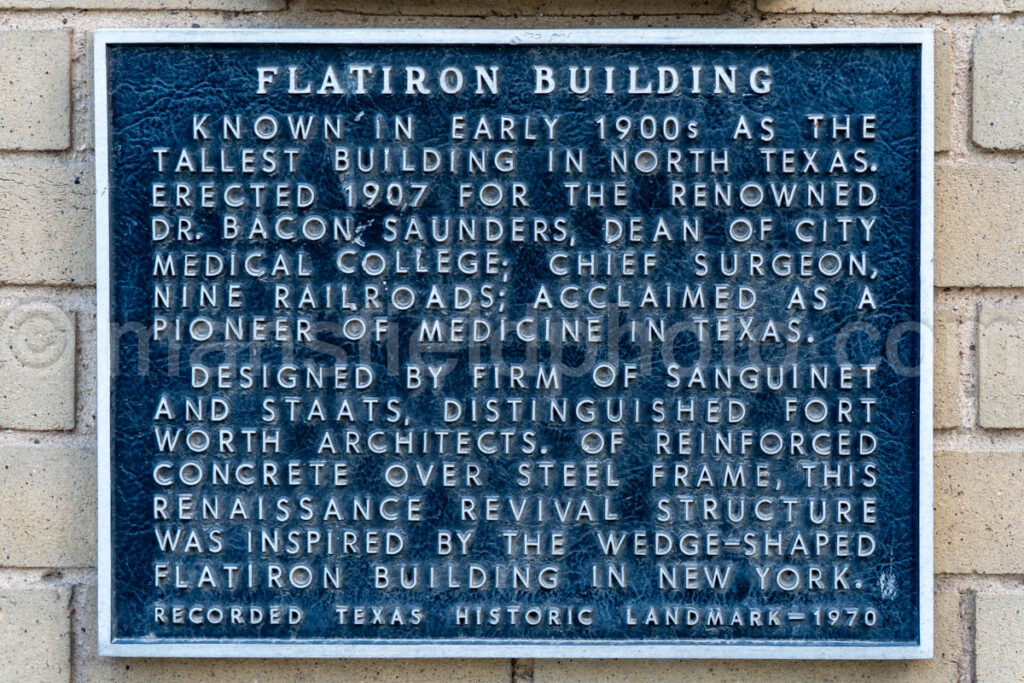 FLATIRON BUILDING
KNOWN IN EARLY 1900s AS THE
TALLEST BUILDING IN NORTH TEXAS.
ERECTED 1907 FOR THE RENOWNED
DR. BACON SAUNDERS, DEAN OF CITY
MEDICAL COLLEGE; CHIEF SURGEON,
NINE RAILROADS; ACCLAIMED AS A
PIONEER OF MEDICINE IN TEXAS.
DESIGNED BY FIRM OF SANGUINET
AND STAATS, DISTINGUISHED FORT
WORTH ARCHITECTS. OF REINFORCED
CONCRETE OVER STEEL FRAME, THIS
RENAISSANCE REVIVAL STRUCTURE
WAS INSPIRED BY THE WEDGE-SHAPED
FLATIRON BUILDING IN NEW YORK.
RECORDED TEXAS HISTORIC LANDMARK-1970
© mansfieldphoto.co